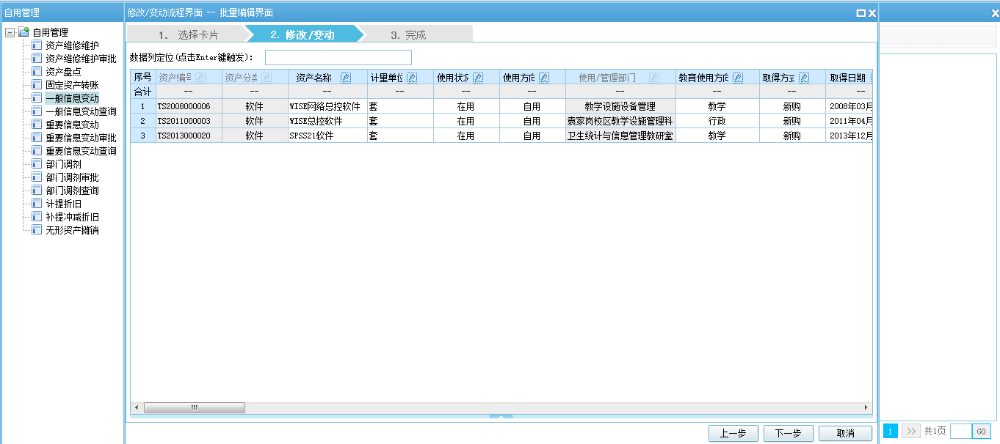 自用管理
自用管理
资产维修维护
资产维修维护审批
资产盘点
固定资产转账
一般信息变动
一般信息变动查询
重要信息变动
重要信息变动审批
重要信息变动查询
部门调剂
部门调剂审批
部门调剂查询
计提折旧
补提冲减折旧
无形资产摊销
修改/变动流程界面 -- 批量编辑界面
1. 选择卡片 2. 修改/变动 3. 完成
数据列定位(点击Enter键触发):
序号 资产编号 资产分类 资产名称 计量单位 使用状况 使用方向 使用/管理部门 教育使用方向 取得方式 取得日期
合计 -- -- -- -- -- -- -- -- -- --
1 TS2008000006 软件 WISE网络总控软件 套 在用 自用 教学设施设备管理 教学 新购 2008年03月
2 TS2011000003 软件 WISE总控软件 套 在用 自用 袁家岗校区教学设施管理科 行政 新购 2011年04月
3 TS2013000020 软件 SPSS21软件 套 在用 自用 卫生统计与信息管理教研室 教学 新购 2013年12月
上一步 下一步 取消
1 >> 共1页 GO